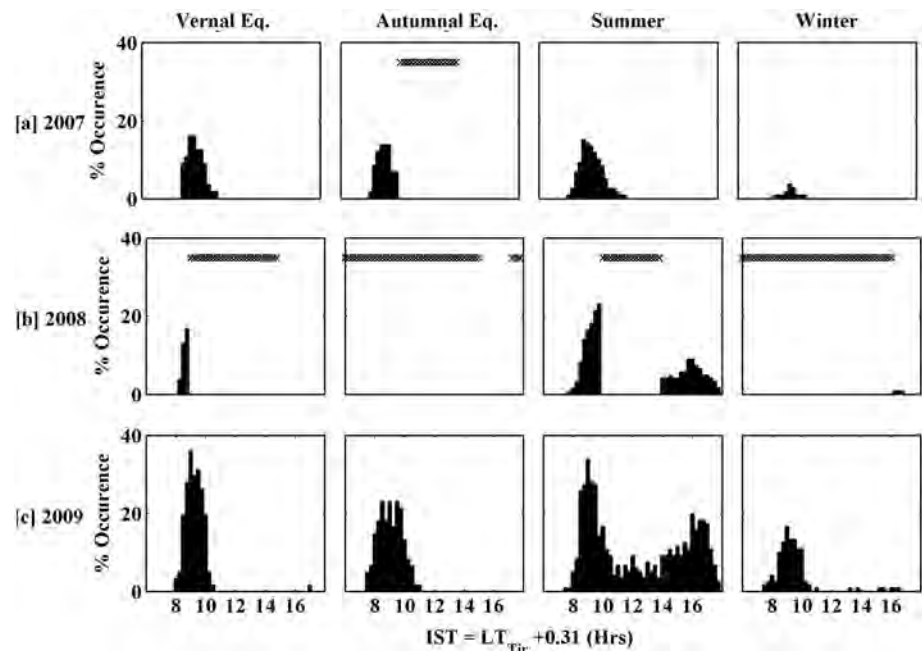 Vernal Eq. Autumnal Eq. Summer Winter
[a] 2007
% Occurence
40
20
0
[b] 2008
% Occurence
40
20
0
[c] 2009
% Occurence
40
20
0
8 10 12 14 16 8 10 12 14 16 8 10 12 14 16 8 10 12 14 16
IST = LT_Tir +0.31 (Hrs)